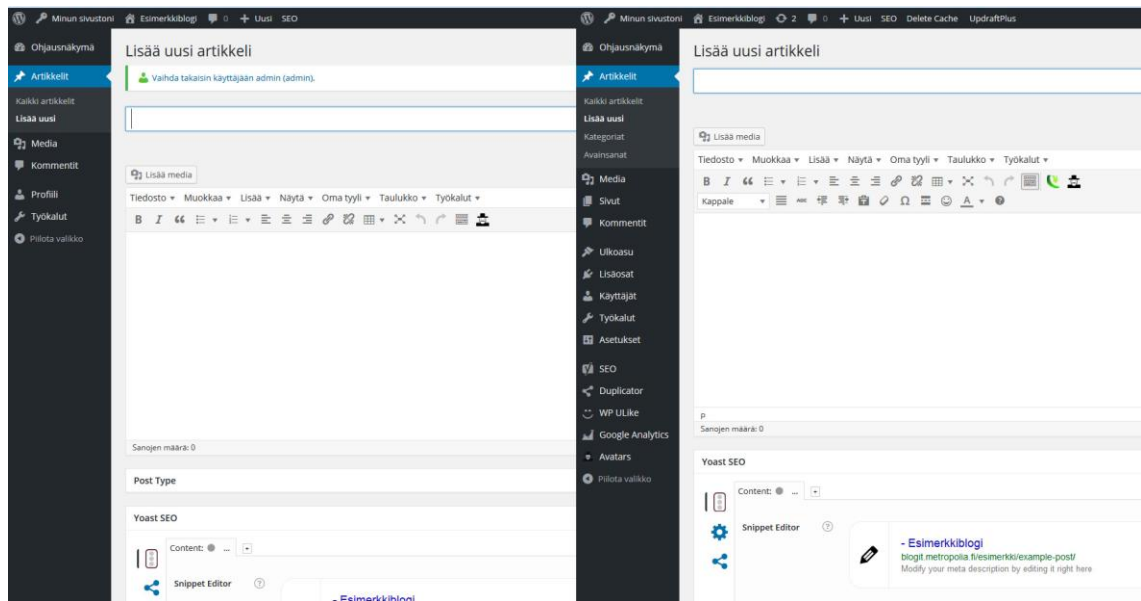 Minun sivustoni Esimerkkiblogi 0 + Uusi SEO
Ohjausnäkymä
Artikkelit
Kaikki artikkelit
Lisää uusi
Media
Kommentit
Profiili
Työkalut
Piilota valikko
Lisää uusi artikkeli
Vaihda takaisin käyttäjään admin (admin).
Lisää media
Tiedosto Muokkaa Lisää Näytä Oma tyyli Taulukko Työkalut
B I
Sanojen määrä: 0
Post Type
Yoast SEO
Content: ...
Snippet Editor ?
- Esimerkkiblogi
Minun sivustoni Esimerkkiblogi 2 0 + Uusi SEO Delete Cache UpdraftPlus
Ohjausnäkymä
Artikkelit
Kaikki artikkelit
Lisää uusi
Kategoriat
Avainsanat
Media
Sivut
Kommentit
Ulkoasu
Lisäosat
Käyttäjät
Työkalut
Asetukset
SEO
Duplicator
WP ULike
Google Analytics
Avatars
Piilota valikko
Lisää uusi artikkeli
Lisää media
Tiedosto Muokkaa Lisää Näytä Oma tyyli Taulukko Työkalut
B I
Kappale ABC Ω A
P
Sanojen määrä: 0
Yoast SEO
Content: ...
Snippet Editor ?
- Esimerkkiblogi
blogit.metropolia.fi/esimerkki/example-post/
Modify your meta description by editing it right here